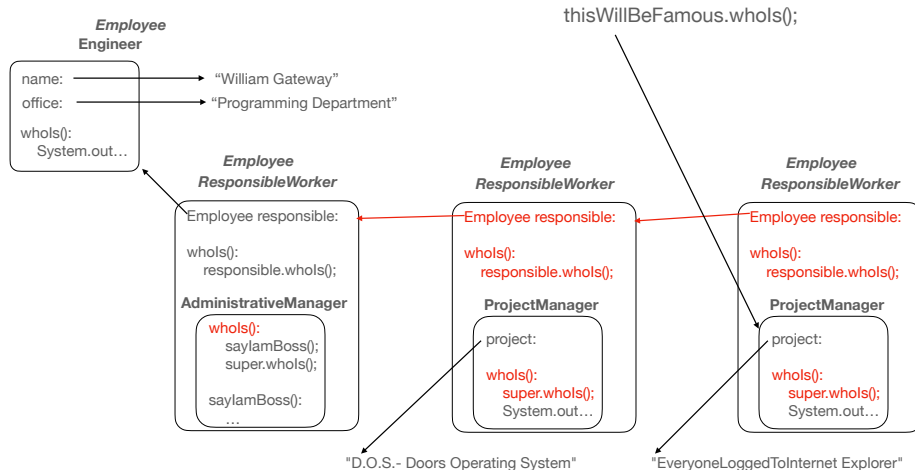 thisWillBeFamous.whoIs();
Employee
Engineer
name:
"William Gateway"
office:
"Programming Department"
whoIs():
System.out…
Employee
ResponsibleWorker
Employee responsible:
whoIs():
responsible.whoIs();
AdministrativeManager
whoIs():
sayIamBoss();
super.whoIs();
sayIamBoss():
…
Employee
ResponsibleWorker
Employee responsible:
whoIs():
responsible.whoIs();
ProjectManager
project:
whoIs():
super.whoIs();
System.out…
"D.O.S.- Doors Operating System"
Employee
ResponsibleWorker
Employee responsible:
whoIs():
responsible.whoIs();
ProjectManager
project:
whoIs():
super.whoIs();
System.out…
"EveryoneLoggedToInternet Explorer"